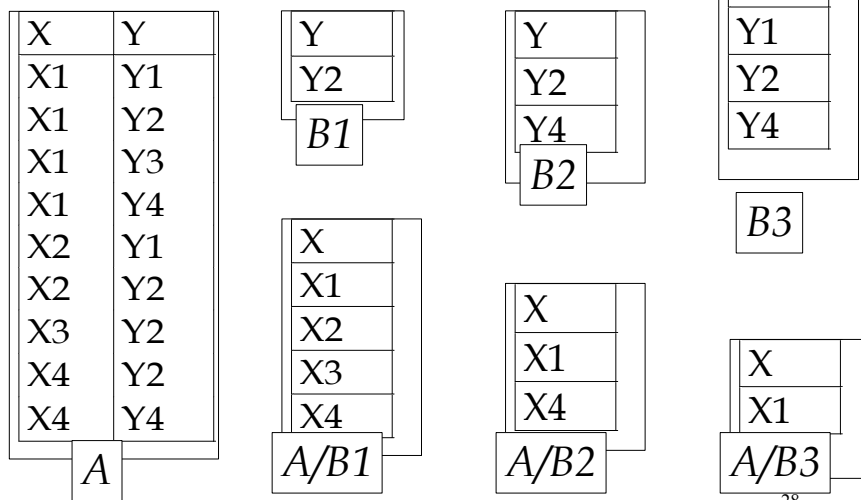 X Y
X1 Y1
X1 Y2
X1 Y3
X1 Y4
X2 Y1
X2 Y2
X3 Y2
X4 Y2
X4 Y4
A
Y
Y2
B1
Y
Y2
Y4
B2
Y1
Y2
Y4
B3
X
X1
X2
X3
X4
A/B1
X
X1
X4
A/B2
X
X1
A/B3
28